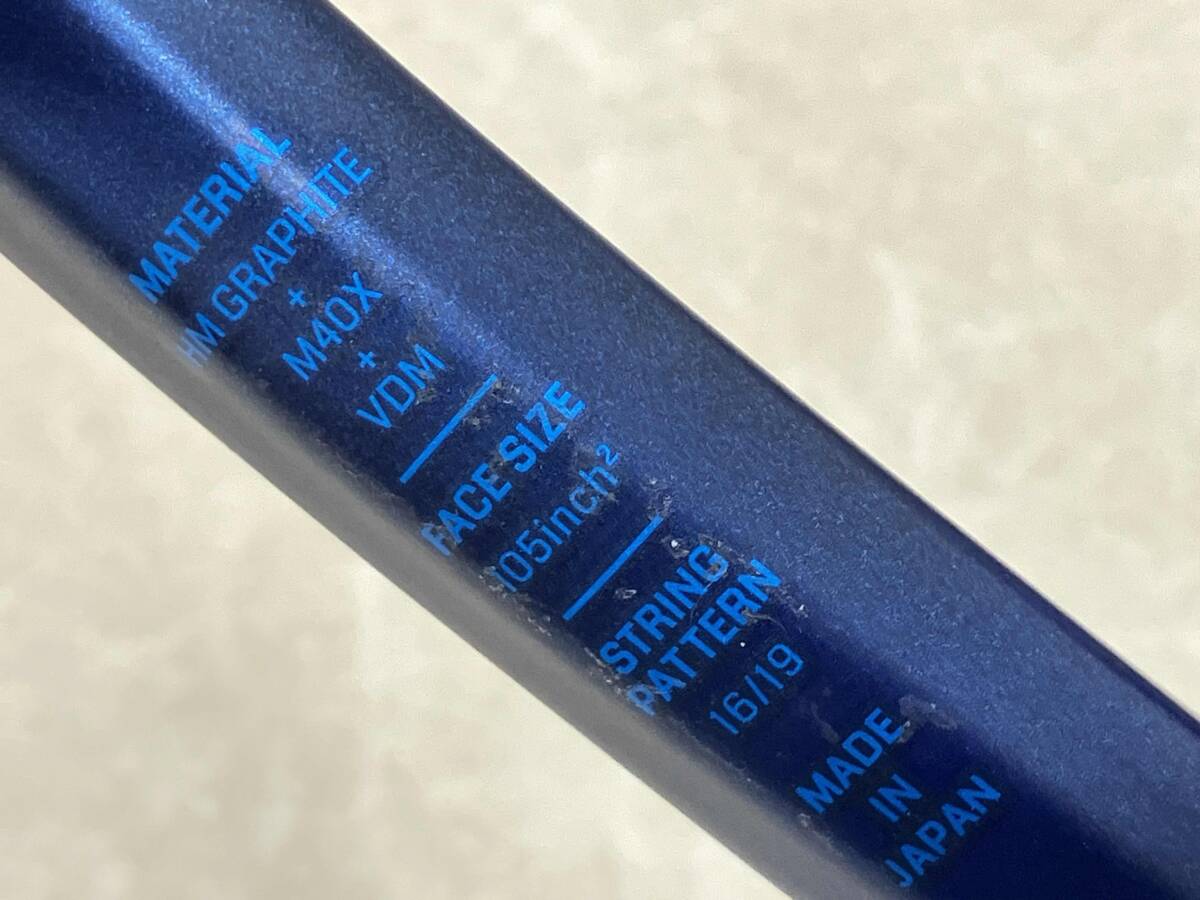 MATERIAL
HM GRAPHITE
+
M40X
+
VDM
FACE SIZE
105inch²
STRING
PATTERN
16/19
MADE
IN
JAPAN